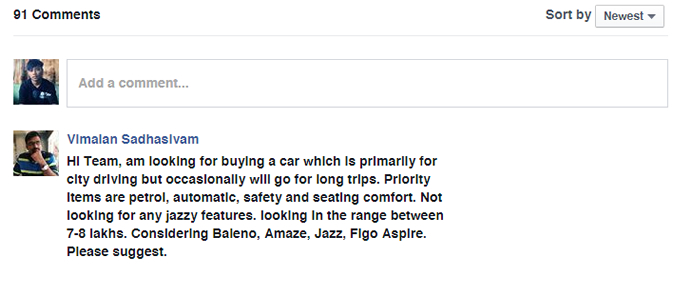 91 Comments
Sort by Newest
Add a comment...
Vimalan Sadhasivam
Hi Team, am looking for buying a car which is primarily for
city driving but occasionally will go for long trips. Priority
items are petrol, automatic, safety and seating comfort. Not
looking for any jazzy features. looking in the range between
7-8 lakhs. Considering Baleno, Amaze, Jazz, Figo Aspire.
Please suggest.